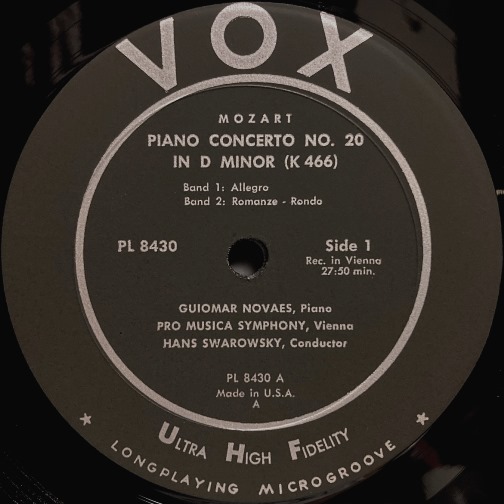 VOX
MOZART
PIANO CONCERTO NO. 20
IN D MINOR (K 466)
Band 1: Allegro
Band 2: Romanze - Rondo
PL 8430
Side 1
Rec. in Vienna
27:50 min.
GUIOMAR NOVAES, Piano
PRO MUSICA SYMPHONY, Vienna
HANS SWAROWSKY, Conductor
PL 8430 A
Made in U.S.A.
A
ULTRA HIGH FIDELITY
★ LONGPLAYING MICROGROOVE ★